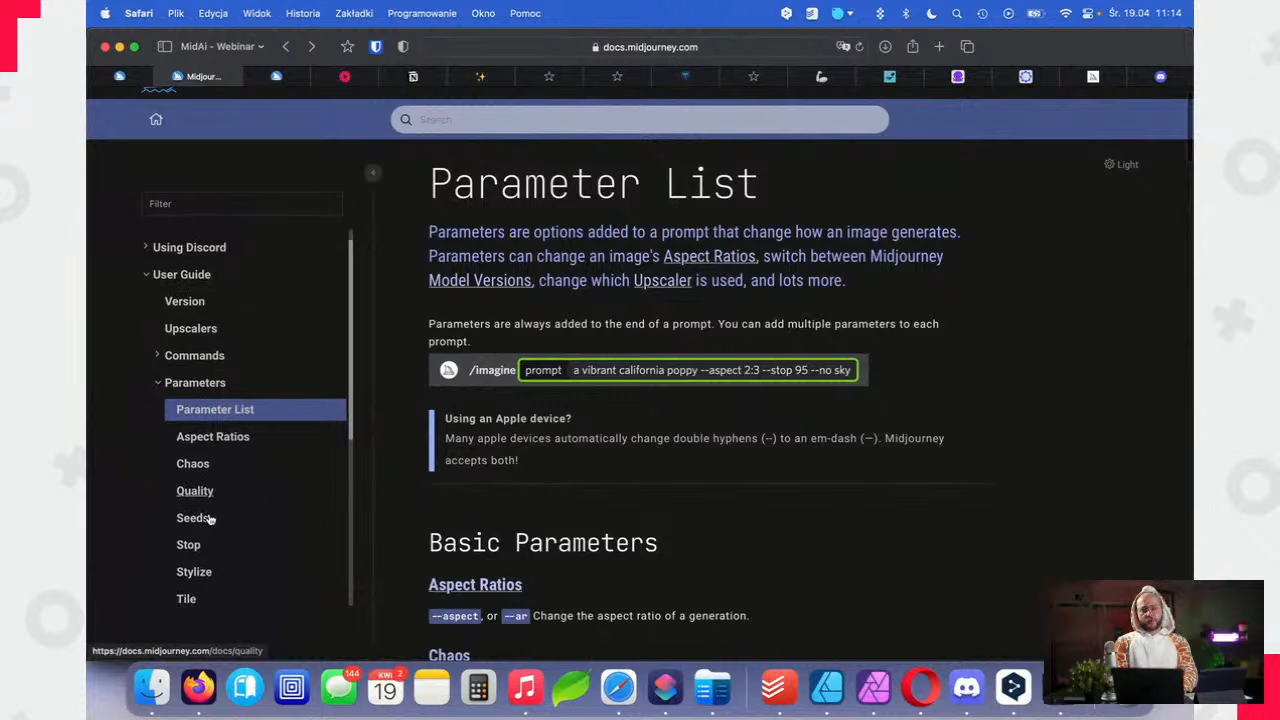 Safari Plik Edycja Widok Historia Zakładki Programowanie Okno Pomoc
Śr. 19.04 11:14
MidAi - Webinar
docs.midjourney.com
Midjour...
Search
Light
Filter
Using Discord
User Guide
Version
Upscalers
Commands
Parameters
Parameter List
Aspect Ratios
Chaos
Quality
Seeds
Stop
Stylize
Tile
Parameter List
Parameters are options added to a prompt that change how an image generates.
Parameters can change an image's Aspect Ratios, switch between Midjourney
Model Versions, change which Upscaler is used, and lots more.
Parameters are always added to the end of a prompt. You can add multiple parameters to each
prompt.
/imagine prompt a vibrant california poppy --aspect 2:3 --stop 95 --no sky
Using an Apple device?
Many apple devices automatically change double hyphens (--) to an em-dash (—). Midjourney
accepts both!
Basic Parameters
Aspect Ratios
--aspect, or --ar Change the aspect ratio of a generation.
Chaos
https://docs.midjourney.com/docs/quality
144
KWI 2
19